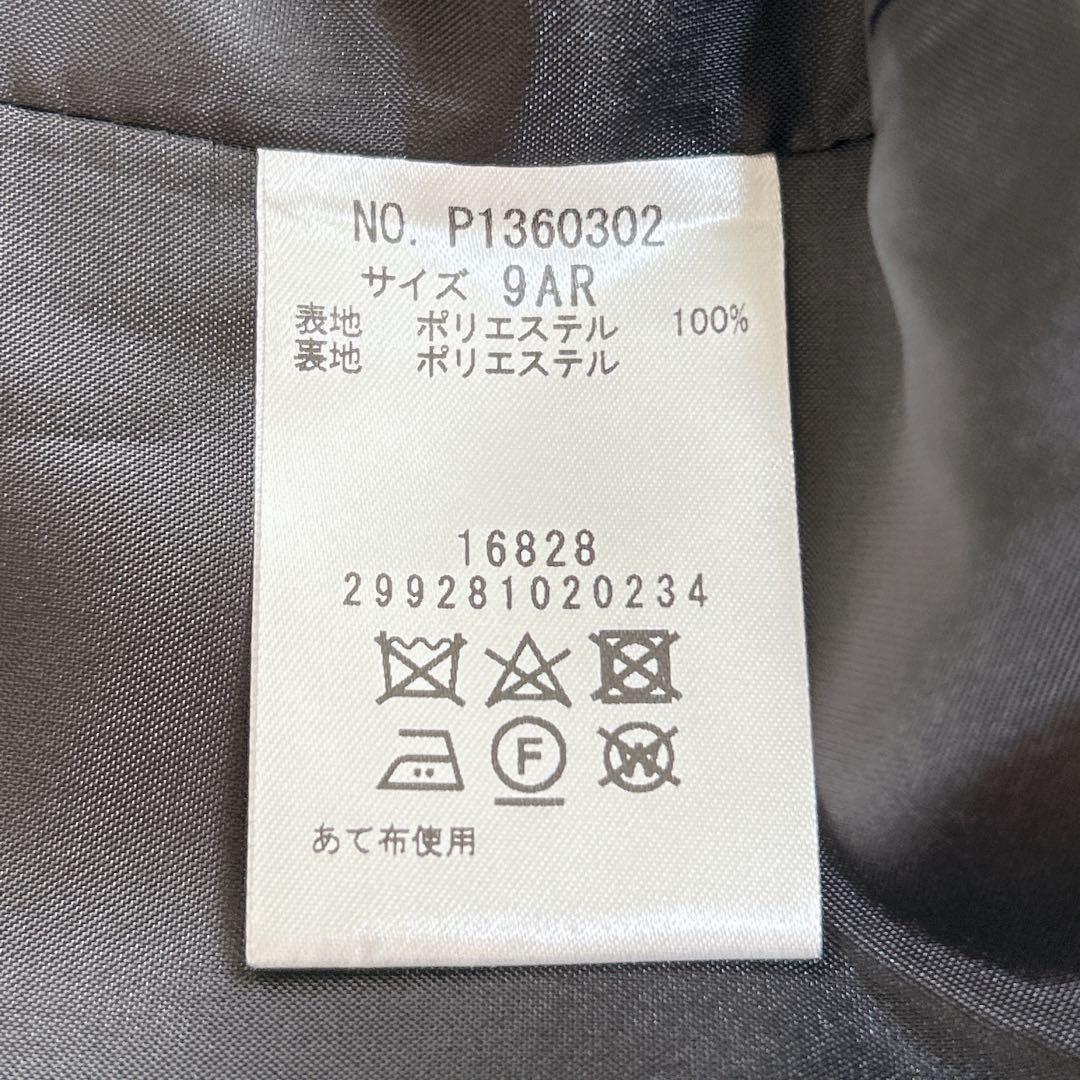 NO. P1360302
サイズ 9AR
表地 ポリエステル 100%
裏地 ポリエステル
16828
299281020234
F
W
あて布使用